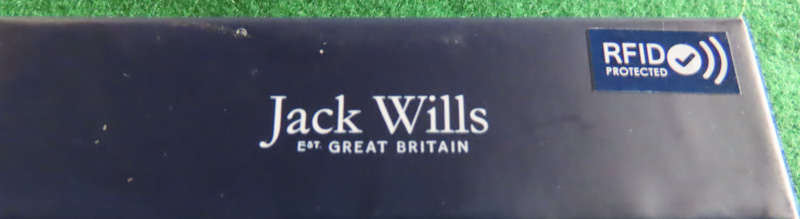 RFID
PROTECTED
Jack Wills
EST. GREAT BRITAIN